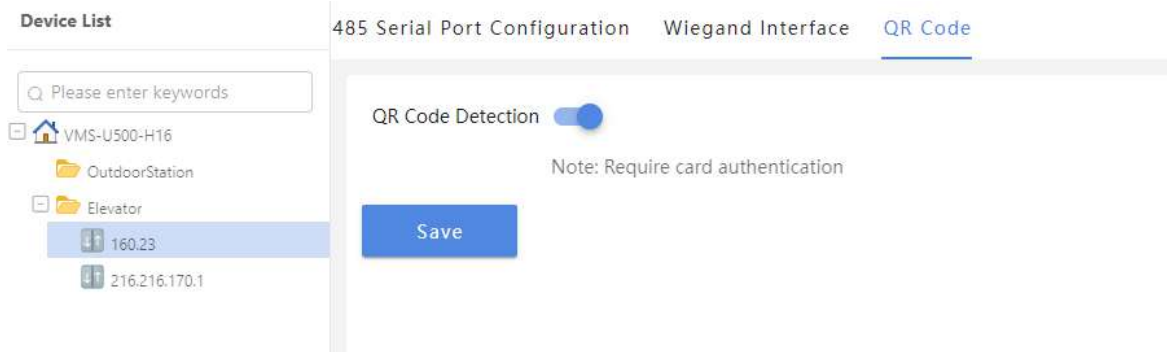 Device List
Please enter keywords
VMS-U500-H16
OutdoorStation
Elevator
160.23
216.216.170.1
485 Serial Port Configuration Wiegand Interface QR Code
QR Code Detection
Note: Require card authentication
Save